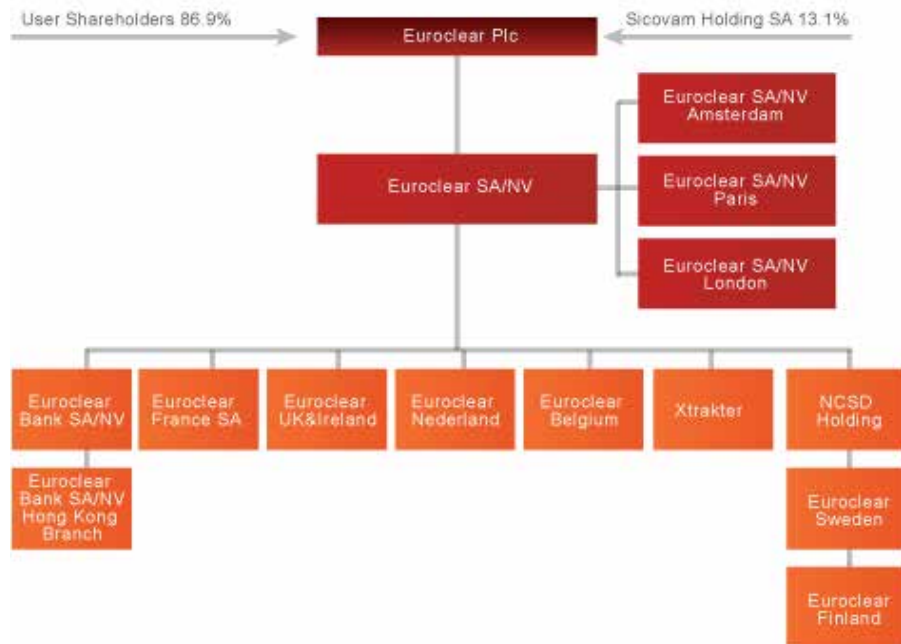 User Shareholders 86.9%
Sicovam Holding SA 13.1%
Euroclear Plc
Euroclear SA/NV
Amsterdam
Euroclear SA/NV
Euroclear SA/NV
Paris
Euroclear SA/NV
London
Euroclear
Bank SA/NV
Euroclear
France SA
Euroclear
UK&Ireland
Euroclear
Nederland
Euroclear
Belgium
Xtrakter
NCSD
Holding
Euroclear
Bank SA/NV
Hong Kong
Branch
Euroclear
Sweden
Euroclear
Finland